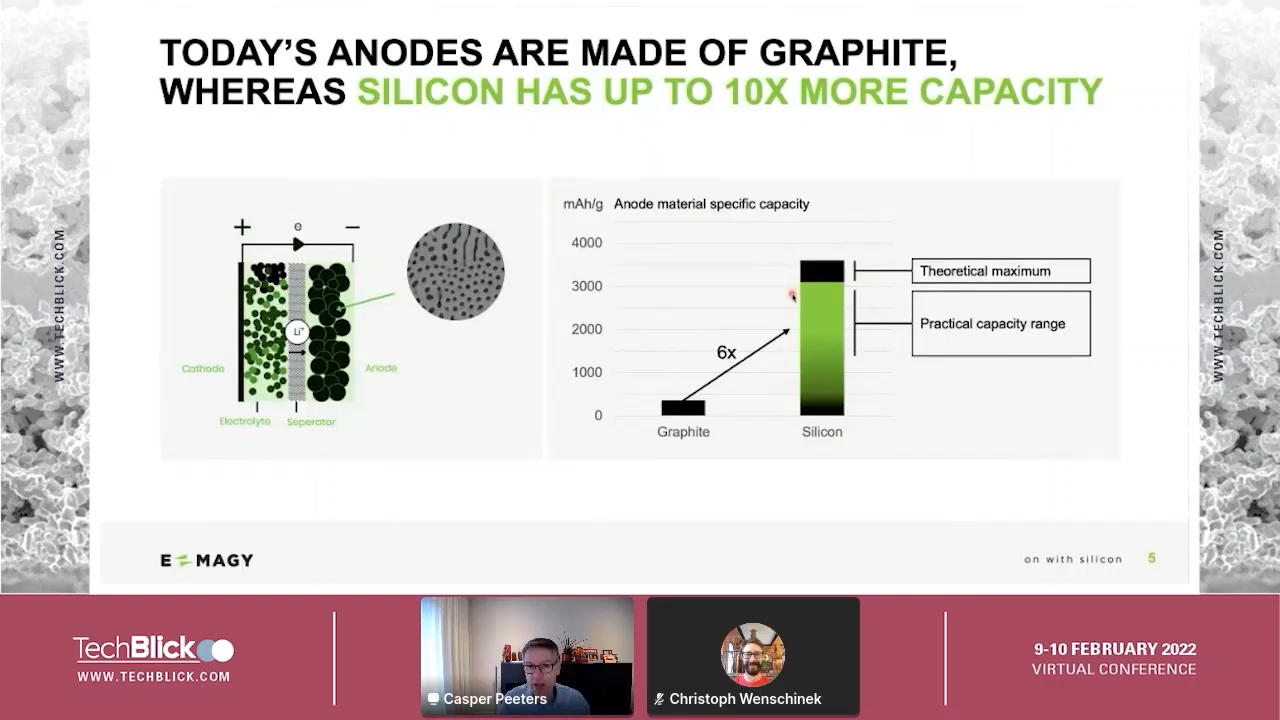 TODAY'S ANODES ARE MADE OF GRAPHITE,
WHEREAS SILICON HAS UP TO 10X MORE CAPACITY
+
e
−
Li⁺
Cathode
Anode
Electrolyte
Seperator
mAh/g
Anode material specific capacity
4000
3000
2000
1000
0
6x
Graphite
Silicon
Theoretical maximum
Practical capacity range
E MAGY
on with silicon
5
WWW.TECHBLICK.COM
WWW.TECHBLICK.COM
TechBlick
WWW.TECHBLICK.COM
Casper Peeters
Christoph Wenschinek
9-10 FEBRUARY 2022
VIRTUAL CONFERENCE